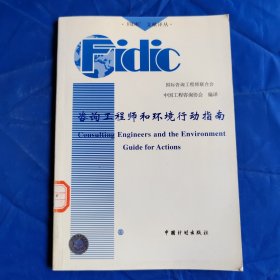 Fidic
国际咨询工程师联合会
中国工程咨询协会 编译
咨询工程师和环境行动指南
Consulting Engineers and the Environment
Guide for Actions
中国计划出版社